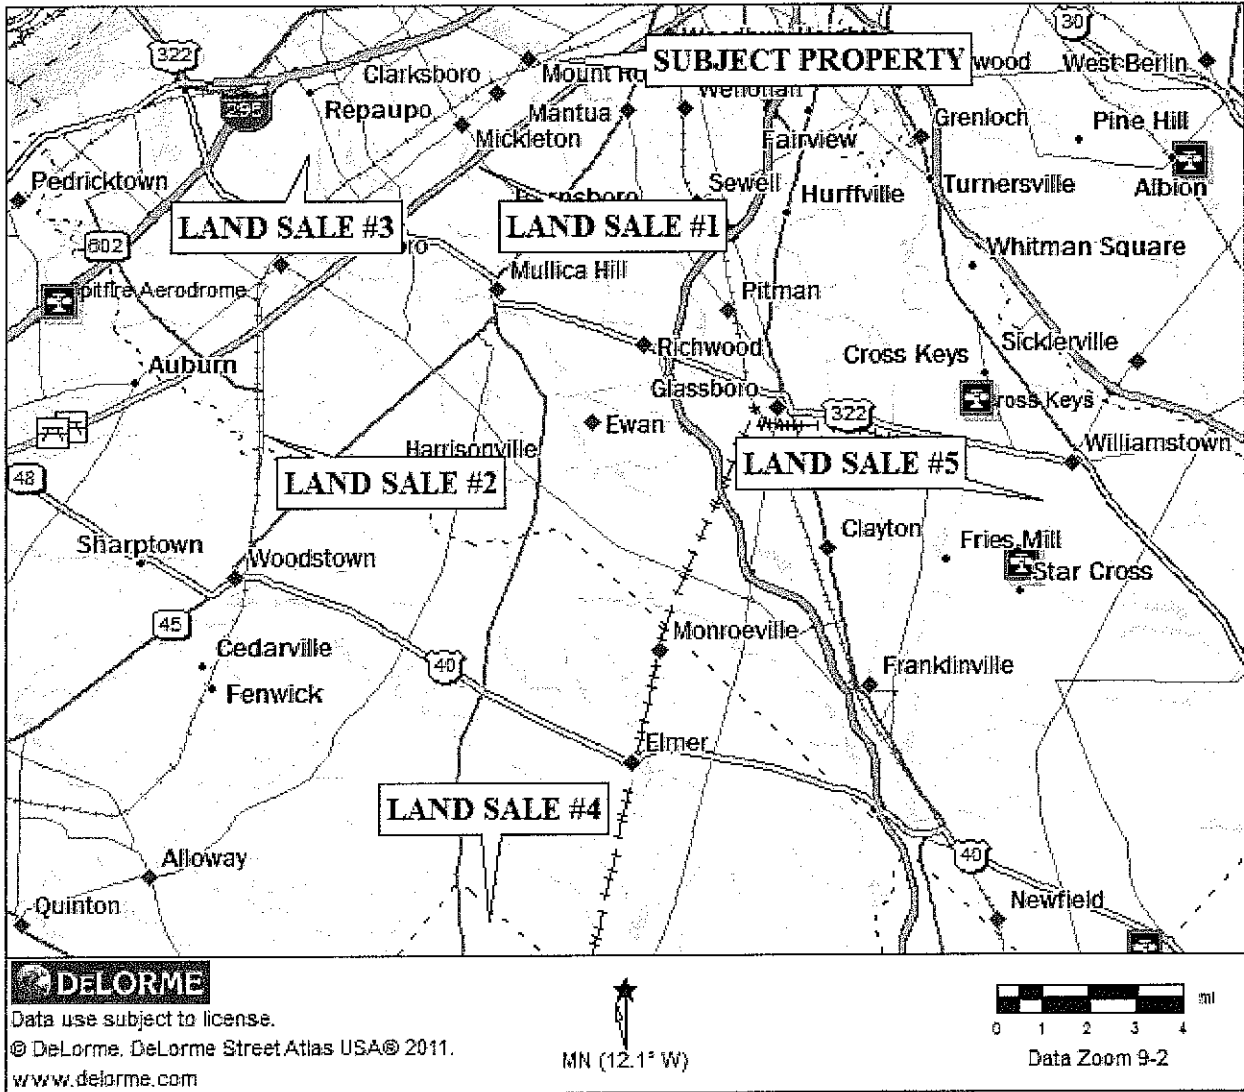 30
322
Clarksboro
SUBJECT PROPERTY
West Berlin
295
Repaupo
Mantua
Mickleton
Fairview
Grenloch
Pine Hill
Pedricktown
Sewell
Hurffville
Turnersville
Albion
LAND SALE #3
LAND SALE #1
602
Whitman Square
Mullica Hill
pitfire Aerodrome
Pitman
Auburn
Richwood
Cross Keys
Sicklerville
Glassboro
ross Keys
322
Ewan
Harrisonville
Williamstown
48
LAND SALE #2
LAND SALE #5
Sharptown
Woodstown
Clayton
Fries Mill
Star Cross
45
Cedarville
40
Monroeville
Fenwick
Franklinville
Elmer
LAND SALE #4
Alloway
40
Quinton
Newfield
DELORME
Data use subject to license.
© DeLorme. DeLorme Street Atlas USA® 2011.
www.delorme.com
MN (12.1° W)
mi
0 1 2 3 4
Data Zoom 9-2